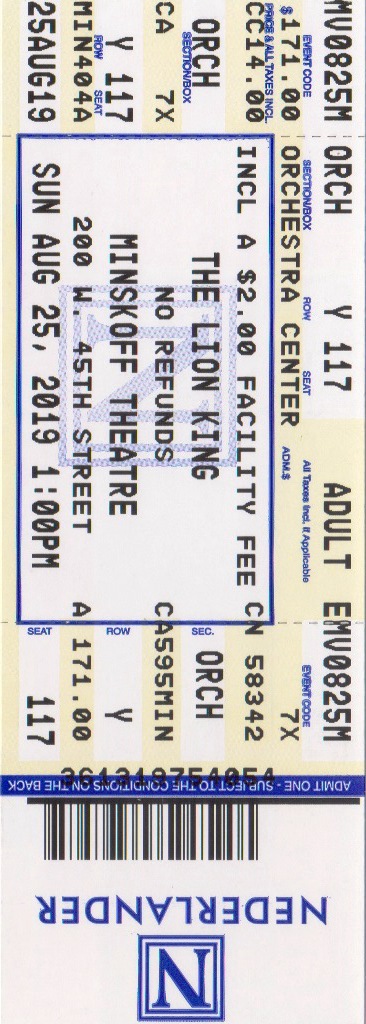 MV0825M
EVENT CODE
$171.00
PRICE & ALL TAXES INCL
CC14.00
SECTION/BOX
ORCH
CA 7X
ROW SEAT
Y 117
MIN404A
25AUG19
ORCH Y 117 ADULT
SECTION/BOX ROW SEAT All Taxes Incl. If Applicable
ADM.$
ORCHESTRA CENTER
INCL A $2.00 FACILITY FEE
THE LION KING
NO REFUNDS
MINSKOFF THEATRE
200 W. 45TH STREET
SUN AUG 25, 2019 1:00PM
EMV0825M
EVENT CODE
7X
CN 58342
SEC.
ORCH
CA595MIN
ROW
Y
A 171.00
SEAT
117
ADMIT ONE - SUBJECT TO THE CONDITIONS ON THE BACK
NEDERLANDER
N